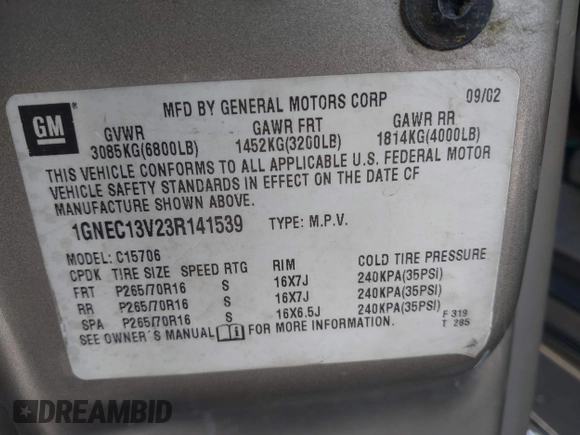 GM
MFD BY GENERAL MOTORS CORP 09/02
GVWR GAWR FRT GAWR RR
3085KG(6800LB) 1452KG(3200LB) 1814KG(4000LB)
THIS VEHICLE CONFORMS TO ALL APPLICABLE U.S. FEDERAL MOTOR
VEHICLE SAFETY STANDARDS IN EFFECT ON THE DATE OF
MANUFACTURE SHOWN ABOVE.
1GNEC13V23R141539 TYPE: M.P.V.
MODEL: C15706
CPDK TIRE SIZE SPEED RTG RIM COLD TIRE PRESSURE
FRT P265/70R16 S 16X7J 240KPA(35PSI)
RR P265/70R16 S 16X7J 240KPA(35PSI)
SPA P265/70R16 S 16X6.5J 240KPA(35PSI)
SEE OWNER'S MANUAL i FOR MORE INFORMATION.
F 319
T 285
DREAMBID